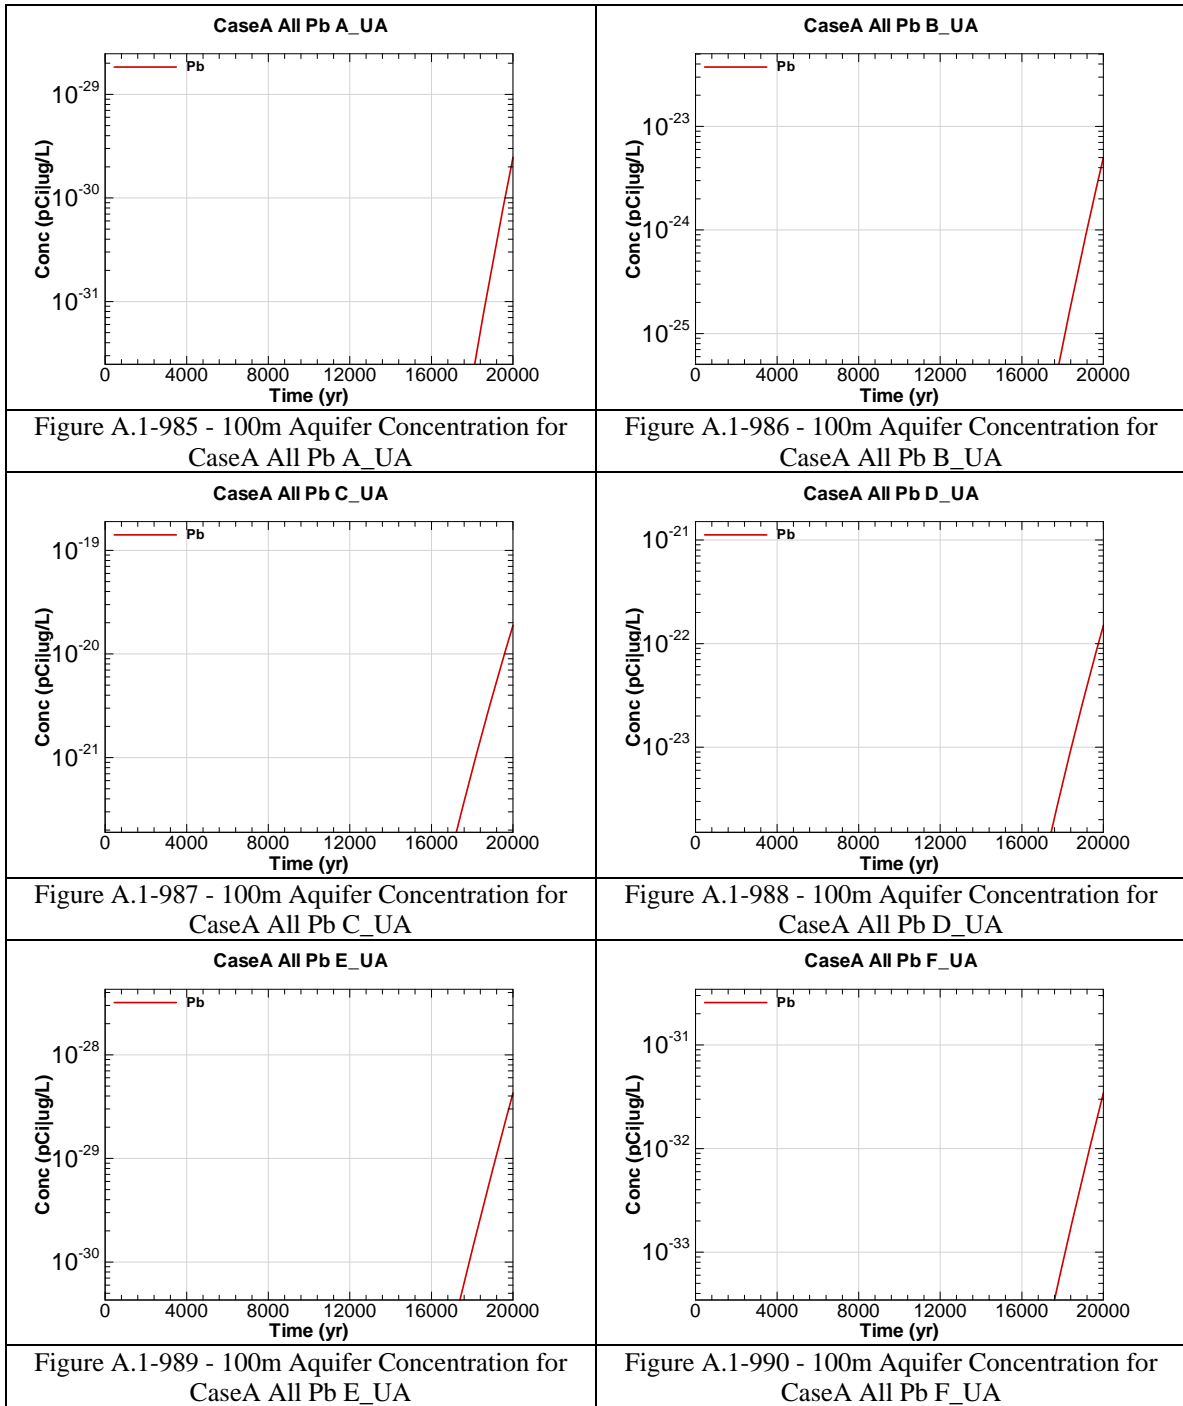 CaseA All Pb A_UA
Pb
10-29
10-30
10-31
Conc (pCi|ug/L)
0 4000 8000 12000 16000 20000
Time (yr)
Figure A.1-985 - 100m Aquifer Concentration for
CaseA All Pb A_UA
CaseA All Pb B_UA
Pb
10-23
10-24
10-25
Conc (pCi|ug/L)
0 4000 8000 12000 16000 20000
Time (yr)
Figure A.1-986 - 100m Aquifer Concentration for
CaseA All Pb B_UA
CaseA All Pb C_UA
Pb
10-19
10-20
10-21
Conc (pCi|ug/L)
0 4000 8000 12000 16000 20000
Time (yr)
Figure A.1-987 - 100m Aquifer Concentration for
CaseA All Pb C_UA
CaseA All Pb D_UA
Pb
10-21
10-22
10-23
Conc (pCi|ug/L)
0 4000 8000 12000 16000 20000
Time (yr)
Figure A.1-988 - 100m Aquifer Concentration for
CaseA All Pb D_UA
CaseA All Pb E_UA
Pb
10-28
10-29
10-30
Conc (pCi|ug/L)
0 4000 8000 12000 16000 20000
Time (yr)
Figure A.1-989 - 100m Aquifer Concentration for
CaseA All Pb E_UA
CaseA All Pb F_UA
Pb
10-31
10-32
10-33
Conc (pCi|ug/L)
0 4000 8000 12000 16000 20000
Time (yr)
Figure A.1-990 - 100m Aquifer Concentration for
CaseA All Pb F_UA